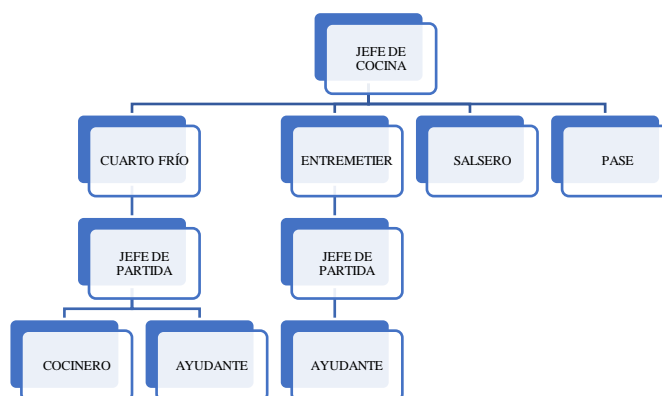 JEFE DE
COCINA
CUARTO FRÍO
ENTREMETIER
SALSERO
PASE
JEFE DE
PARTIDA
JEFE DE
PARTIDA
COCINERO
AYUDANTE
AYUDANTE